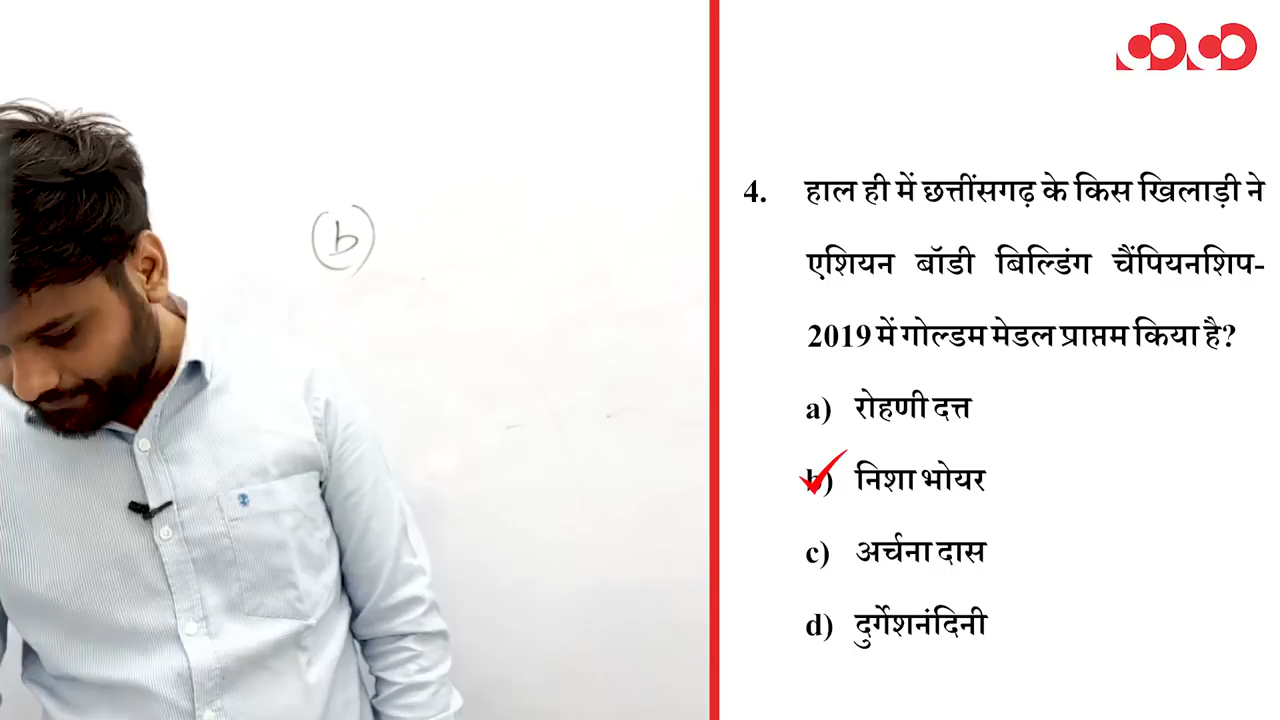 (b)
4. हाल ही में छत्तीसगढ़ के किस खिलाड़ी ने
एशियन बॉडी बिल्डिंग चैंपियनशिप-
2019 में गोल्डम मेडल प्राप्तम किया है?
a) रोहणी दत्त
b) निशा भोयर
c) अर्चना दास
d) दुर्गेशनंदिनी